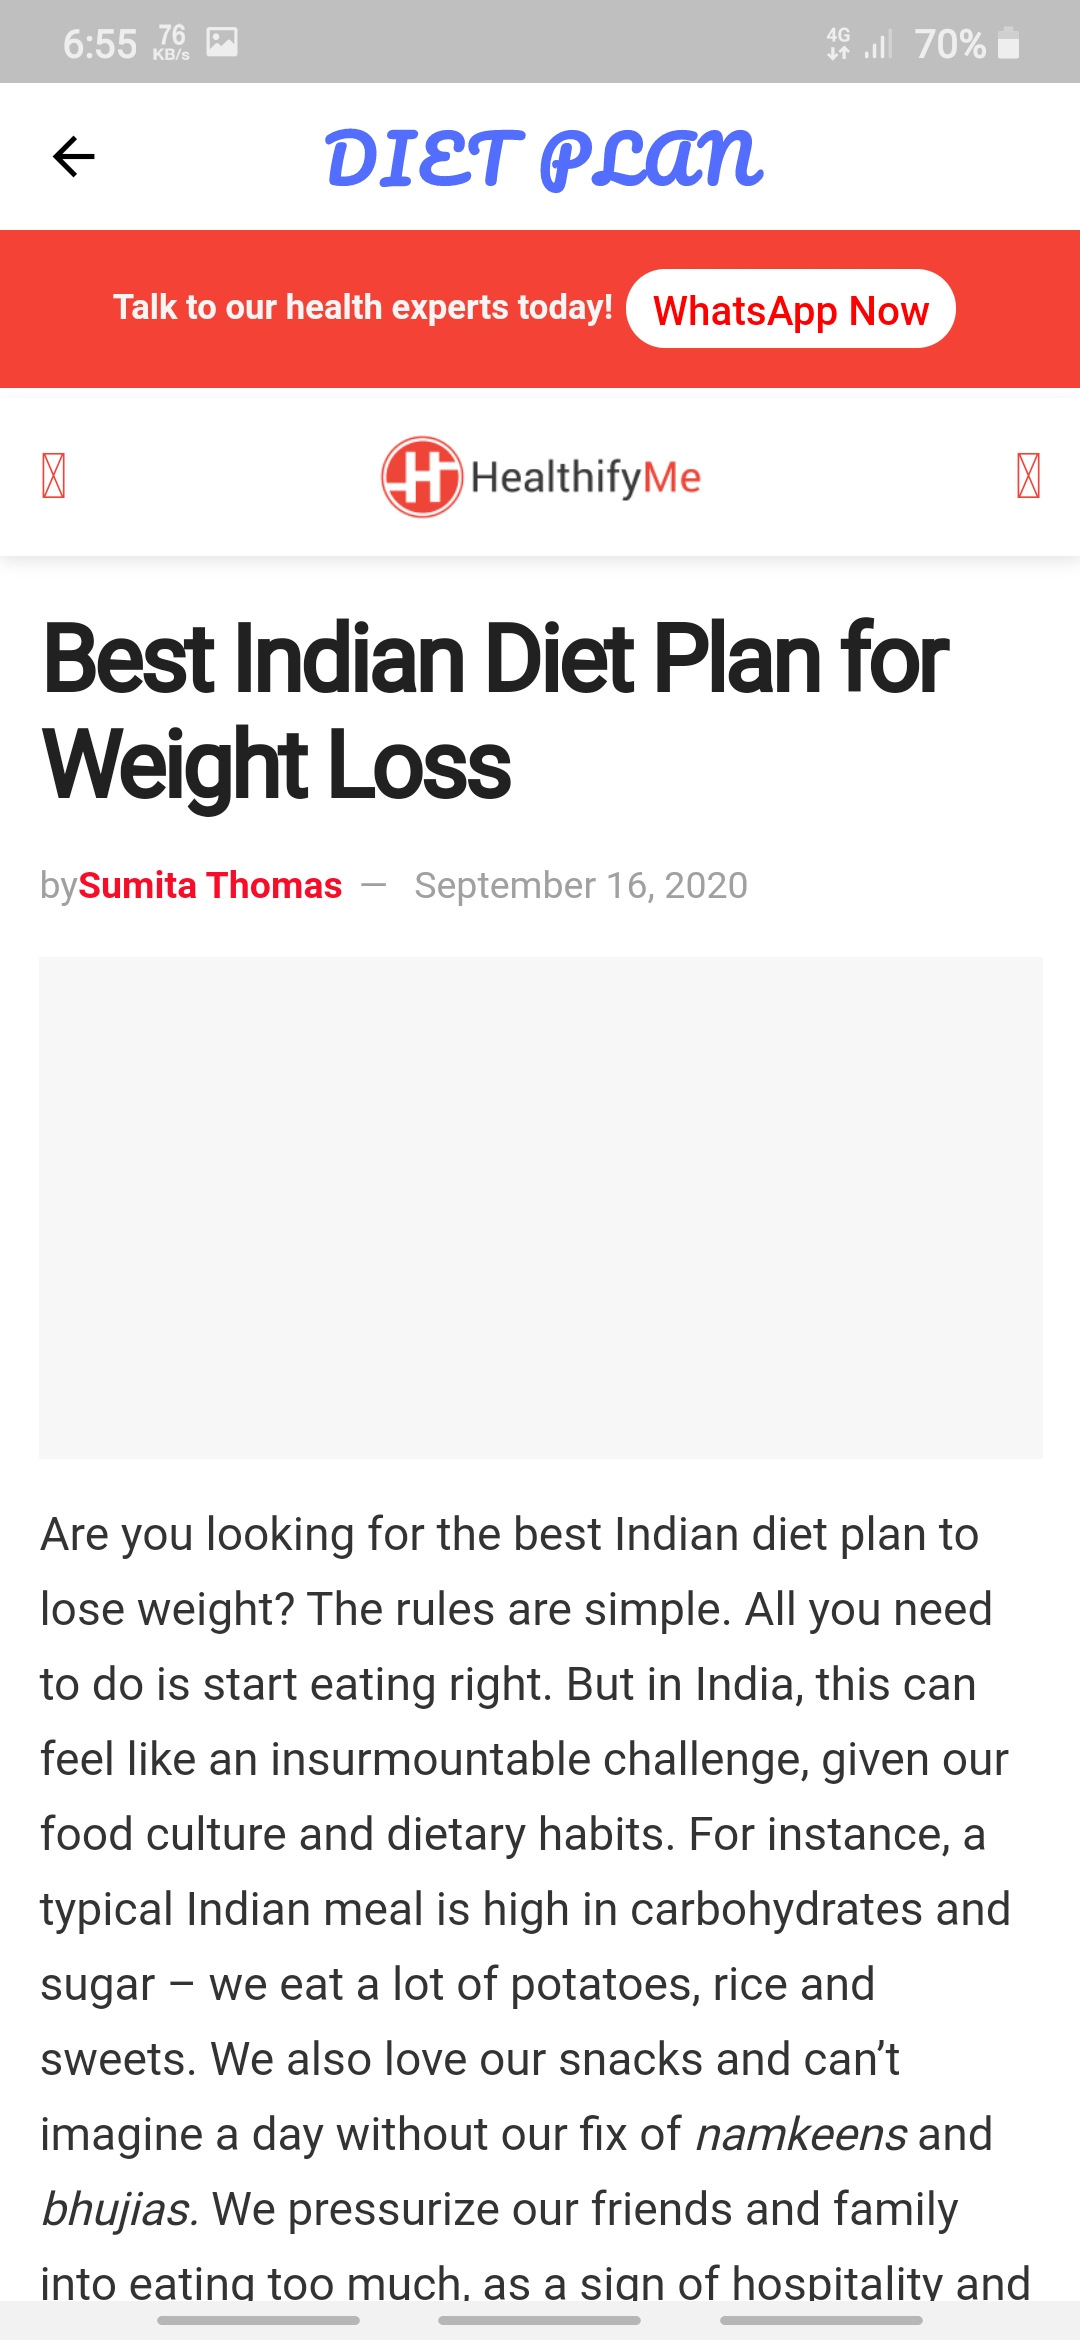 6:55 76 KB/s 4G 70%
DIET PLAN
Talk to our health experts today! WhatsApp Now
HealthifyMe
Best Indian Diet Plan for
Weight Loss
bySumita Thomas — September 16, 2020
Are you looking for the best Indian diet plan to
lose weight? The rules are simple. All you need
to do is start eating right. But in India, this can
feel like an insurmountable challenge, given our
food culture and dietary habits. For instance, a
typical Indian meal is high in carbohydrates and
sugar – we eat a lot of potatoes, rice and
sweets. We also love our snacks and can’t
imagine a day without our fix of namkeens and
bhujias. We pressurize our friends and family
into eating too much, as a sign of hospitality and